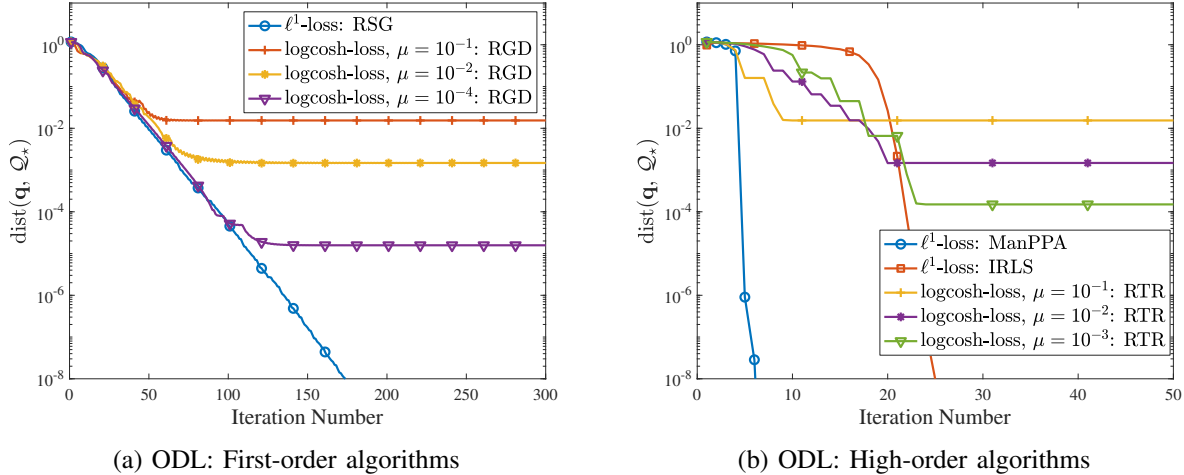 ℓ¹-loss: RSG
logcosh-loss, μ = 10⁻¹: RGD
logcosh-loss, μ = 10⁻²: RGD
logcosh-loss, μ = 10⁻⁴: RGD
10⁰
10⁻²
10⁻⁴
10⁻⁶
10⁻⁸
dist(q, 𝒬⋆)
0 50 100 150 200 250 300
Iteration Number
(a) ODL: First-order algorithms
ℓ¹-loss: ManPPA
ℓ¹-loss: IRLS
logcosh-loss, μ = 10⁻¹: RTR
logcosh-loss, μ = 10⁻²: RTR
logcosh-loss, μ = 10⁻³: RTR
10⁰
10⁻²
10⁻⁴
10⁻⁶
10⁻⁸
dist(q, 𝒬⋆)
0 10 20 30 40 50
Iteration Number
(b) ODL: High-order algorithms